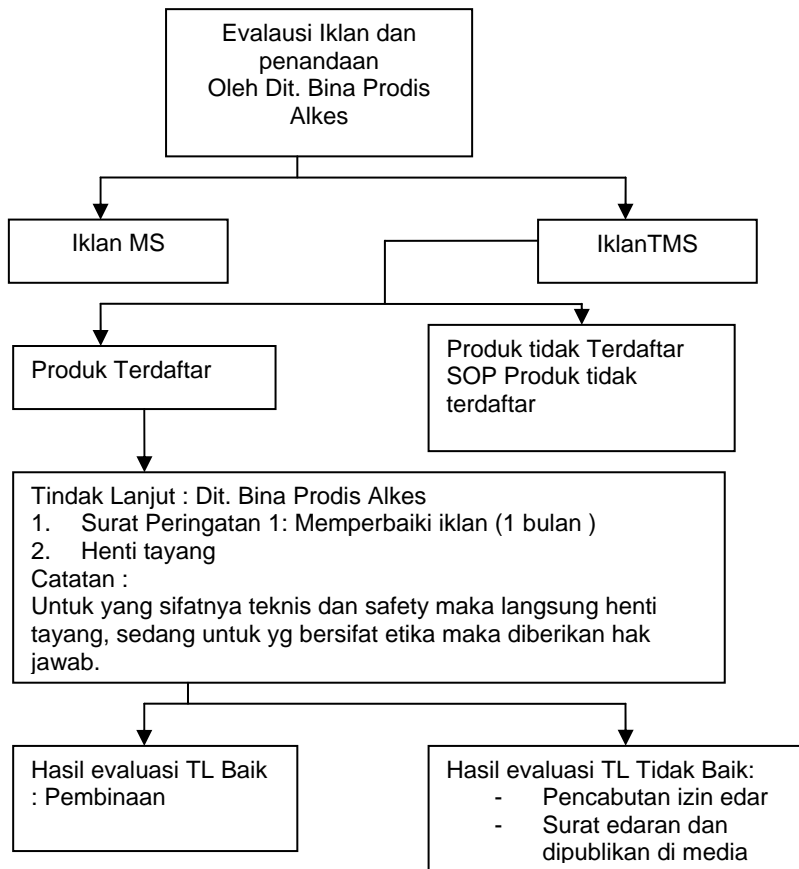 Evalausi Iklan dan
penandaan
Oleh Dit. Bina Prodis
Alkes
Iklan MS
IklanTMS
Produk Terdaftar
Produk tidak Terdaftar
SOP Produk tidak
terdaftar
Tindak Lanjut : Dit. Bina Prodis Alkes
1. Surat Peringatan 1: Memperbaiki iklan (1 bulan )
2. Henti tayang
Catatan :
Untuk yang sifatnya teknis dan safety maka langsung henti
tayang, sedang untuk yg bersifat etika maka diberikan hak
jawab.
Hasil evaluasi TL Baik
: Pembinaan
Hasil evaluasi TL Tidak Baik:
- Pencabutan izin edar
- Surat edaran dan
dipublikan di media